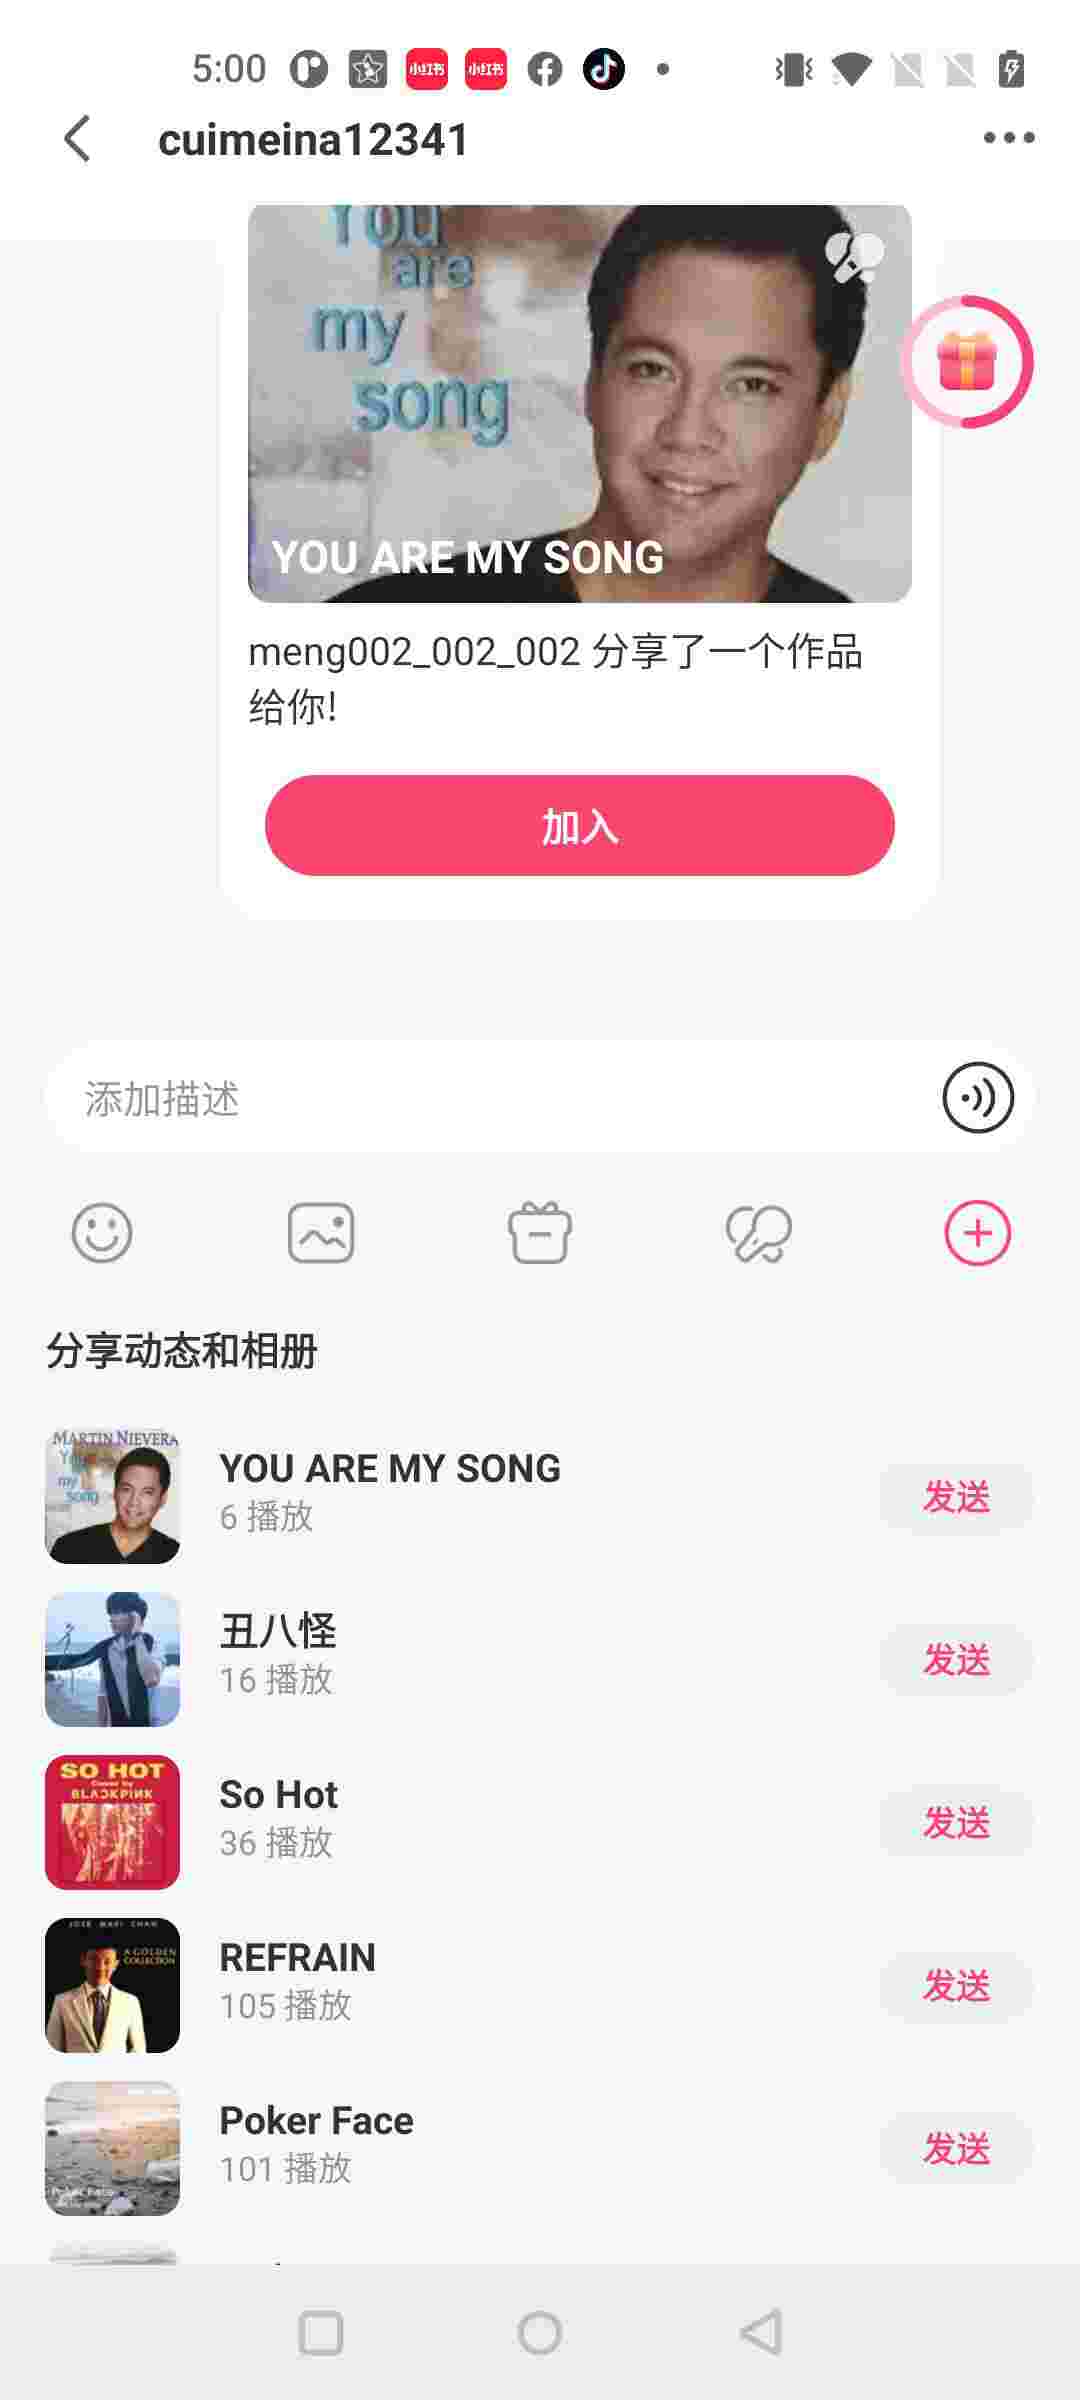 5:00
小红书
小红书
cuimeina12341
You
are
my
song
YOU ARE MY SONG
meng002_002_002 分享了一个作品
给你!
加入
添加描述
分享动态和相册
MARTIN NIEVERA
You
my
song
YOU ARE MY SONG
6 播放
发送
丑八怪
16 播放
发送
SO HOT
Cover by
BLACKPINK
So Hot
36 播放
发送
JOSE MARI CHAN
A GOLDEN
COLLECTION
REFRAIN
105 播放
发送
Poker Face
Poker Face
101 播放
发送